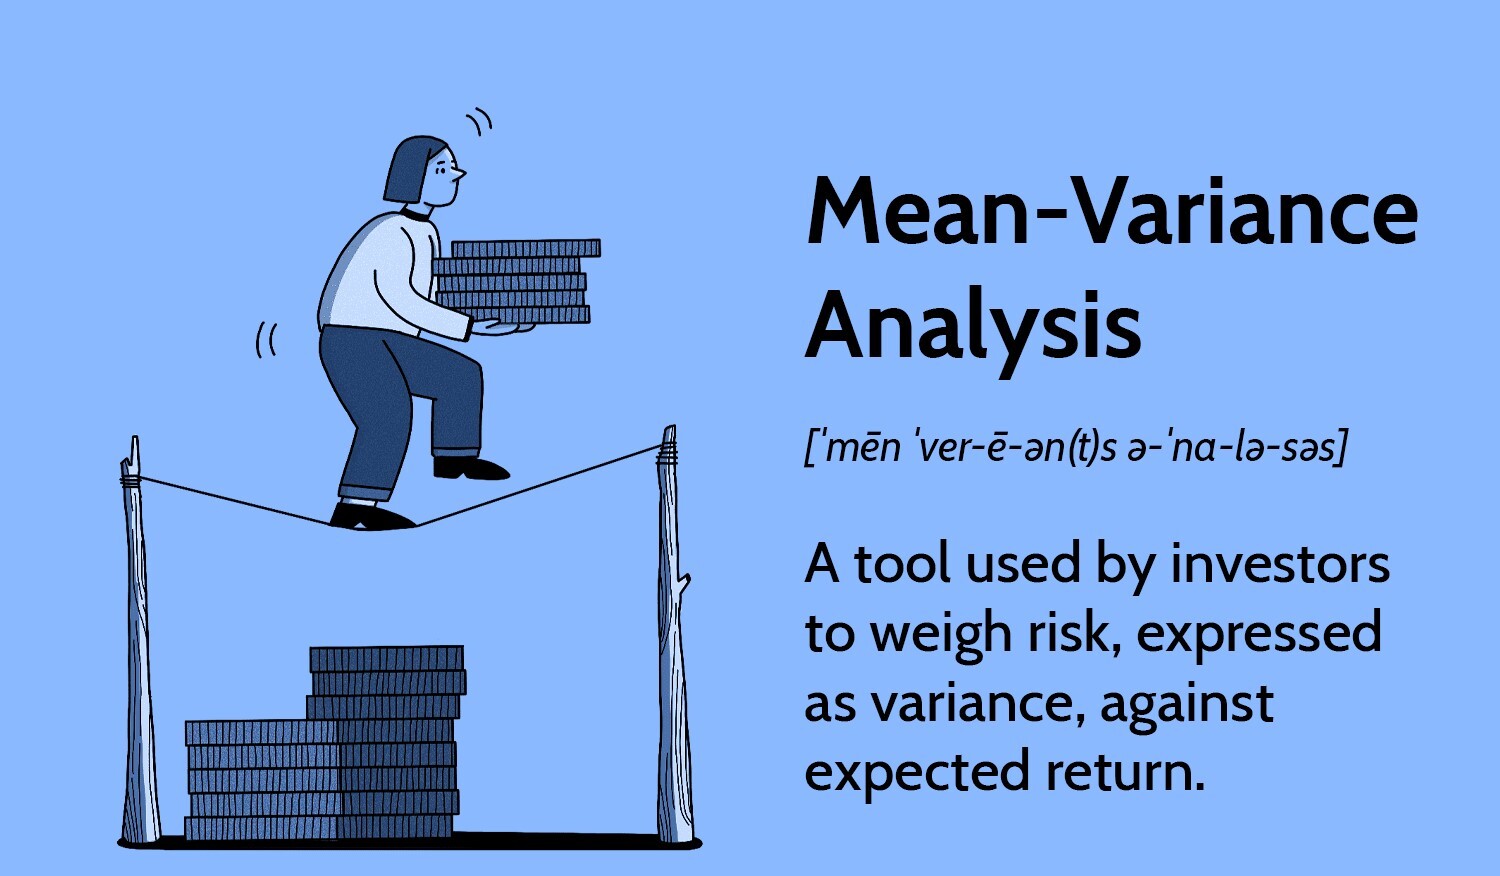 Mean-Variance
Analysis
[ˈmēn ˈver-ē-ən(t)s ə-ˈna-lə-səs]
A tool used by investors
to weigh risk, expressed
as variance, against
expected return.